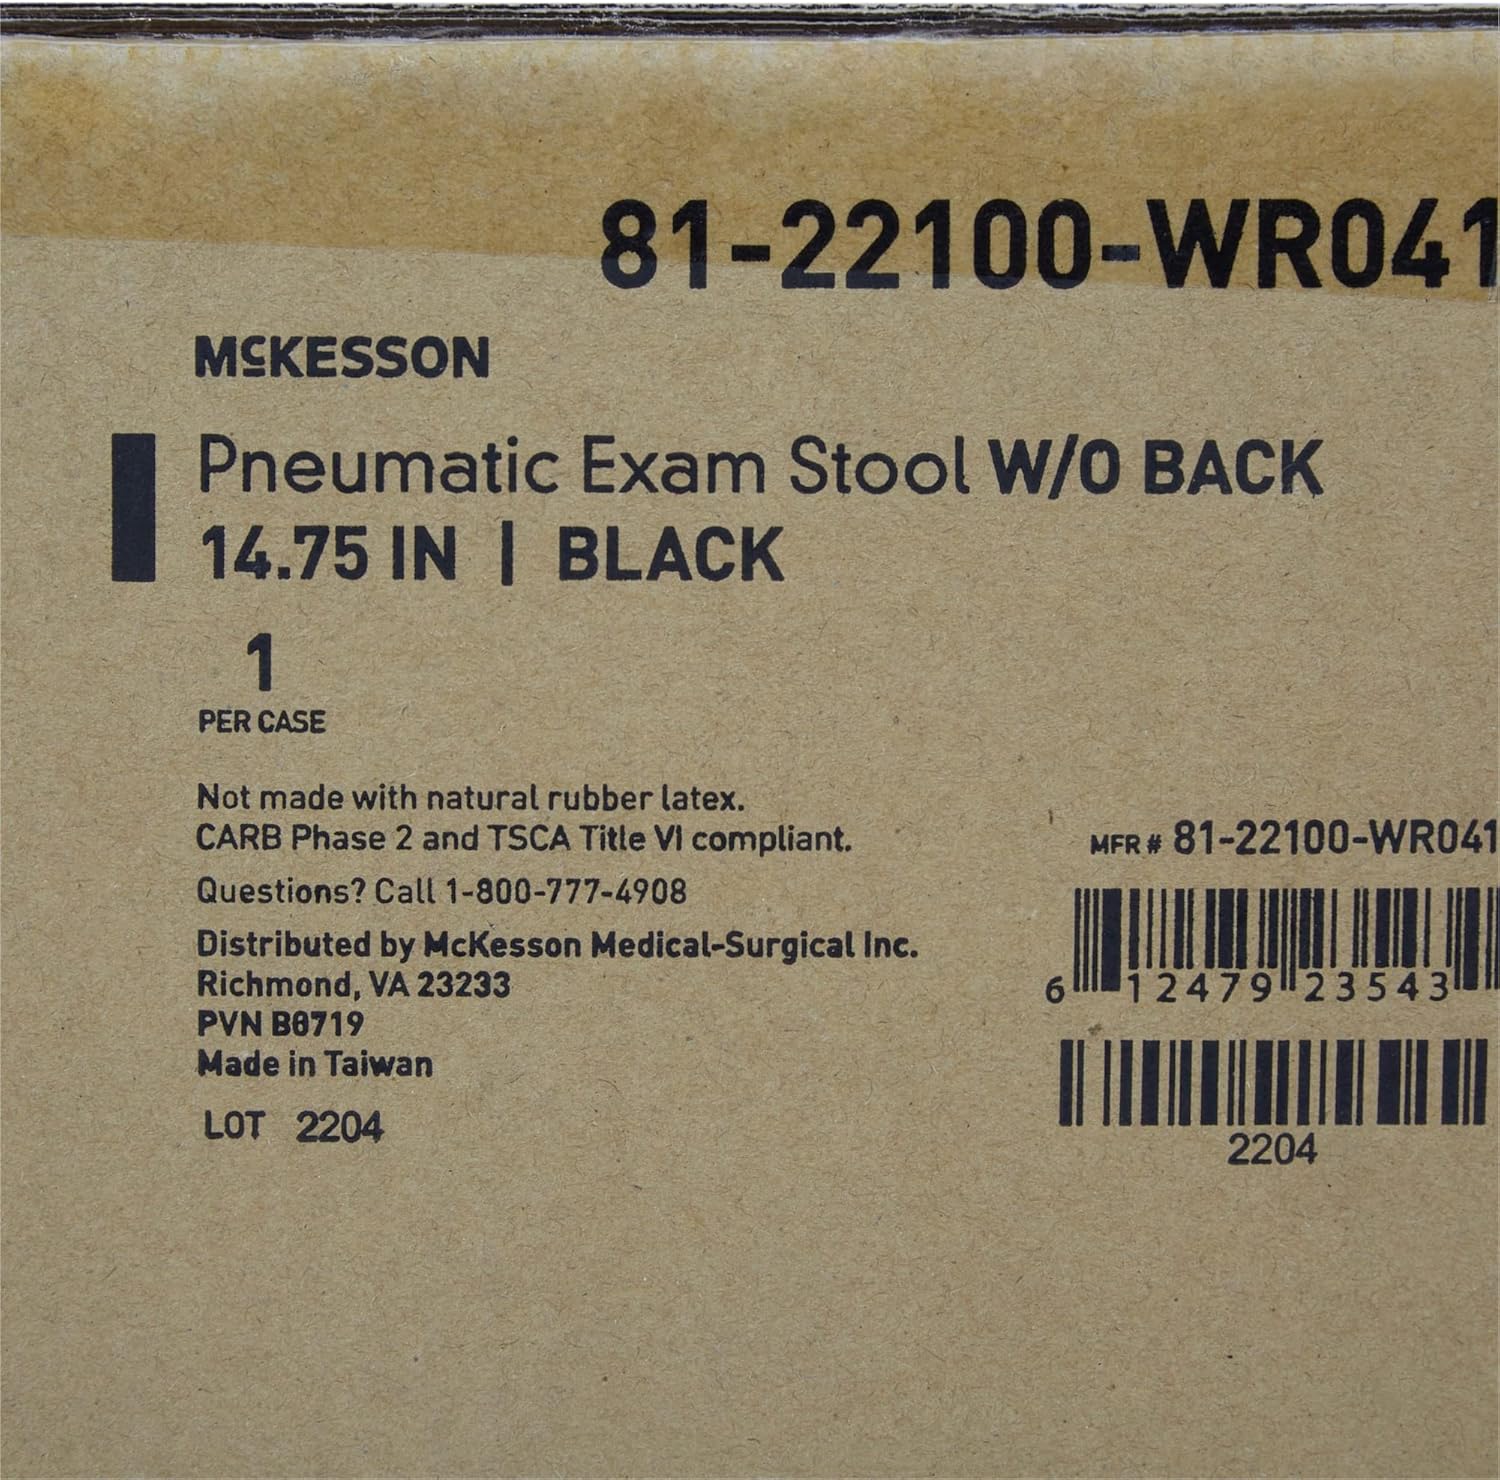 81-22100-WR041
McKESSON
Pneumatic Exam Stool W/O BACK
14.75 IN | BLACK
1
PER CASE
Not made with natural rubber latex.
CARB Phase 2 and TSCA Title VI compliant.
Questions? Call 1-800-777-4908
Distributed by McKesson Medical-Surgical Inc.
Richmond, VA 23233
PVN B0719
Made in Taiwan
LOT 2204
MFR # 81-22100-WR041
6 12479 23543
2204